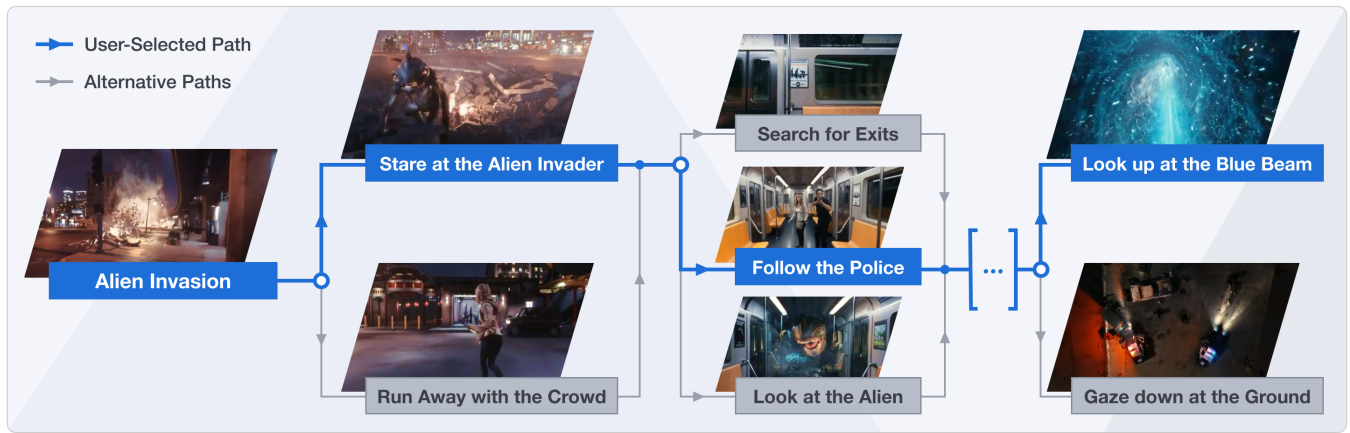 User-Selected Path
Alternative Paths
Alien Invasion
Stare at the Alien Invader
Run Away with the Crowd
Search for Exits
Follow the Police
Look at the Alien
...
Look up at the Blue Beam
Gaze down at the Ground